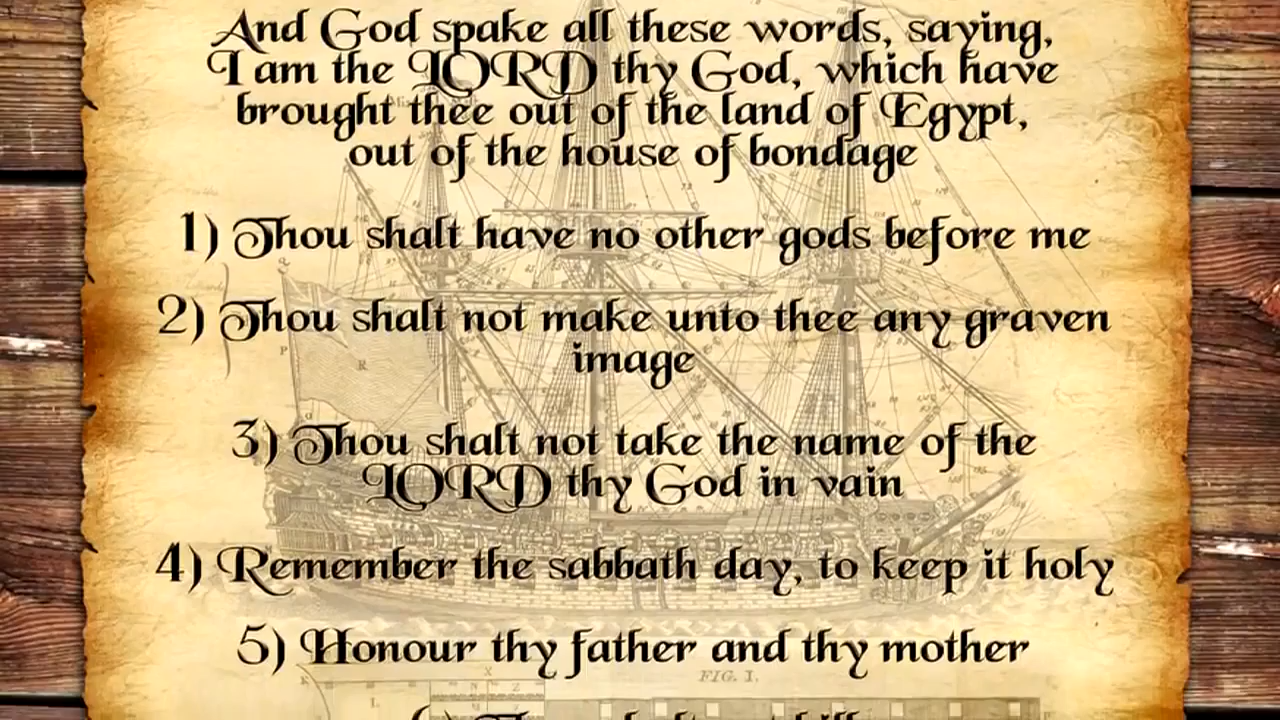 And God spake all these words, saying,
I am the LORD thy God, which have
brought thee out of the land of Egypt,
out of the house of bondage
1) Thou shalt have no other gods before me
2) Thou shalt not make unto thee any graven
image
3) Thou shalt not take the name of the
LORD thy God in vain
4) Remember the sabbath day, to keep it holy
5) Honour thy father and thy mother
FIG. I.